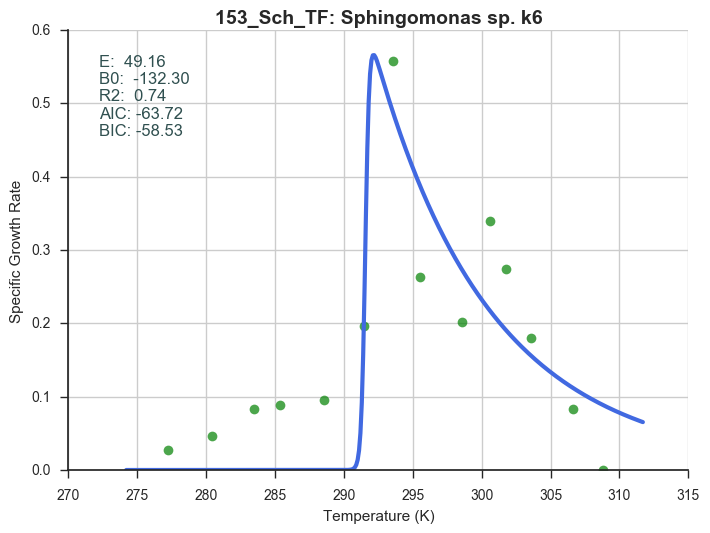 153_Sch_TF: Sphingomonas sp. k6
E:  49.16
B0:  -132.30
R2:  0.74
AIC: -63.72
BIC: -58.53
0.6
0.5
0.4
0.3
0.2
0.1
0.0
Specific Growth Rate
270 275 280 285 290 295 300 305 310 315
Temperature (K)